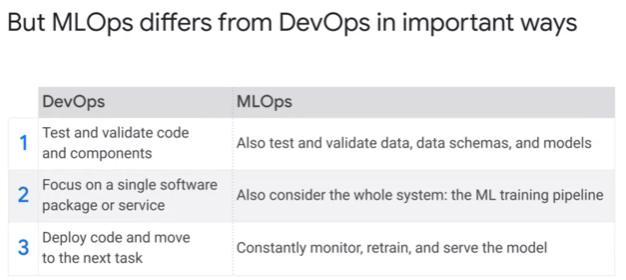 But MLOps differs from DevOps in important ways
DevOps
MLOps
1
Test and validate code
and components
Also test and validate data, data schemas, and models
2
Focus on a single software
package or service
Also consider the whole system: the ML training pipeline
3
Deploy code and move
to the next task
Constantly monitor, retrain, and serve the model